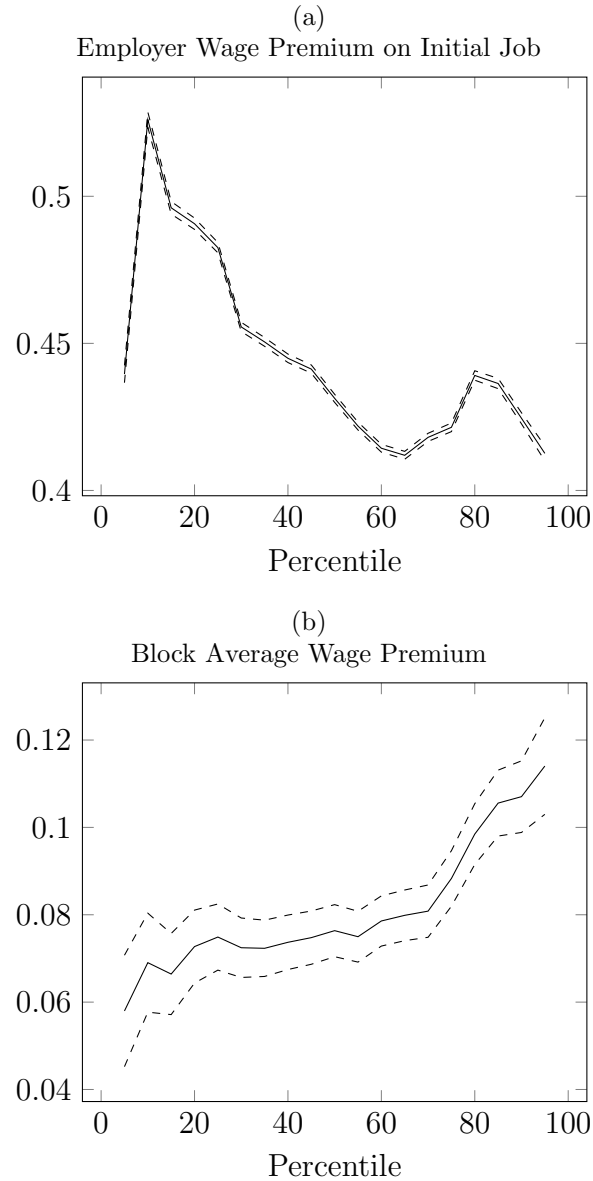 (a)
Employer Wage Premium on Initial Job
0.5
0.45
0.4
0 20 40 60 80 100
Percentile
(b)
Block Average Wage Premium
0.12
0.1
0.08
0.06
0.04
0 20 40 60 80 100
Percentile